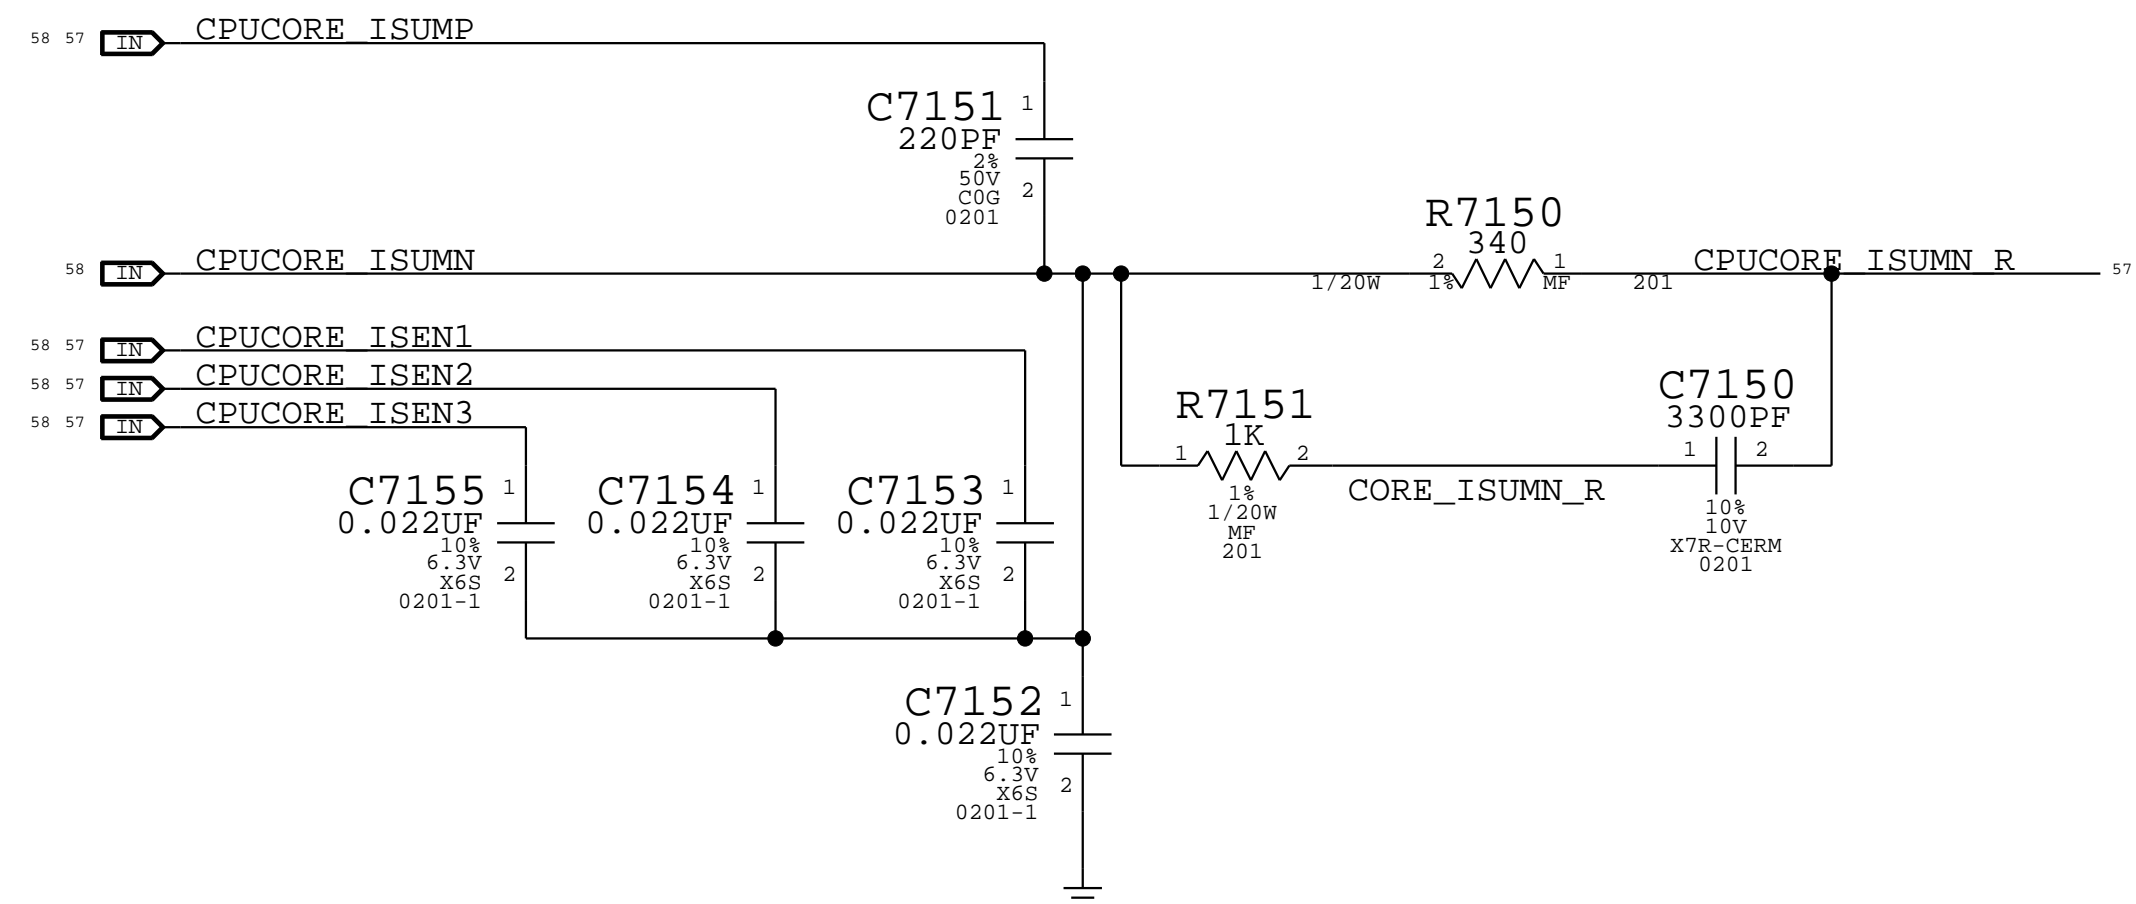 58 57 IN CPUCORE_ISUMP
C7151 1
220PF
2%
50V
C0G
0201
2
R7150
340
58 IN CPUCORE_ISUMN
2 1
1/20W 1% MF 201
CPUCORE_ISUMN_R 57
58 57 IN CPUCORE_ISEN1
58 57 IN CPUCORE_ISEN2
58 57 IN CPUCORE_ISEN3
R7151
1K
1 2
1%
1/20W
MF
201
CORE_ISUMN_R
C7150
3300PF
1 2
10%
10V
X7R-CERM
0201
C7155 1
0.022UF
10%
6.3V
X6S
0201-1
2
C7154 1
0.022UF
10%
6.3V
X6S
0201-1
2
C7153 1
0.022UF
10%
6.3V
X6S
0201-1
2
C7152 1
0.022UF
10%
6.3V
X6S
0201-1
2